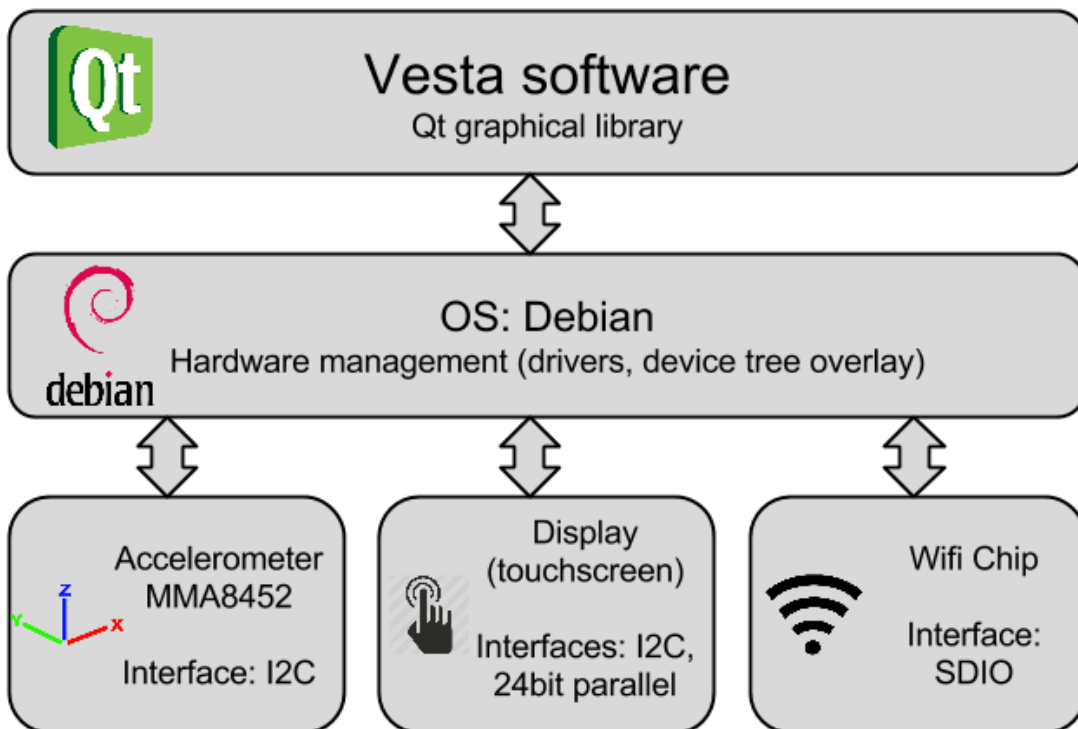 Qt
Vesta software
Qt graphical library
debian
OS: Debian
Hardware management (drivers, device tree overlay)
Accelerometer
MMA8452
Z
Y
X
Interface: I2C
Display
(touchscreen)
Interfaces: I2C,
24bit parallel
Wifi Chip
Interface:
SDIO